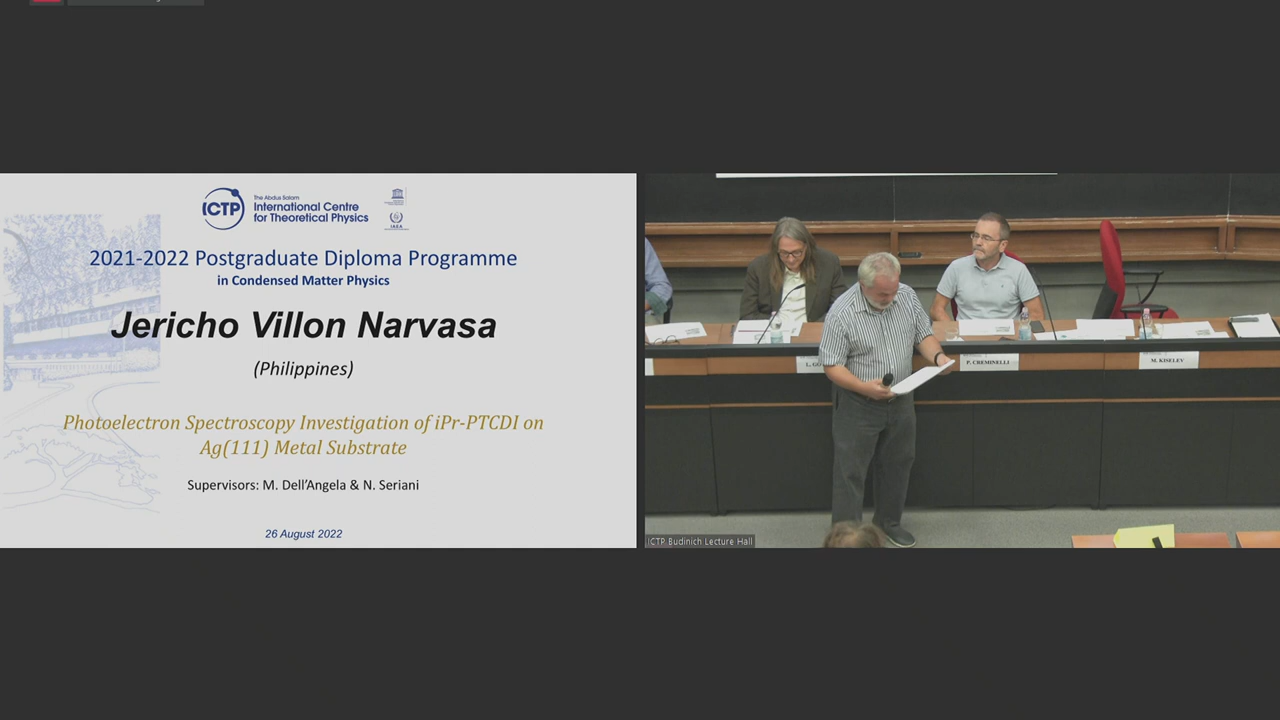 ICTP
The Abdus Salam
International Centre
for Theoretical Physics
IAEA
2021-2022 Postgraduate Diploma Programme
in Condensed Matter Physics
Jericho Villon Narvasa
(Philippines)
Photoelectron Spectroscopy Investigation of iPr-PTCDI on
Ag(111) Metal Substrate
Supervisors: M. Dell'Angela & N. Seriani
26 August 2022
P. CREMINELLI
M. KISELEV
ICTP Budinich Lecture Hall